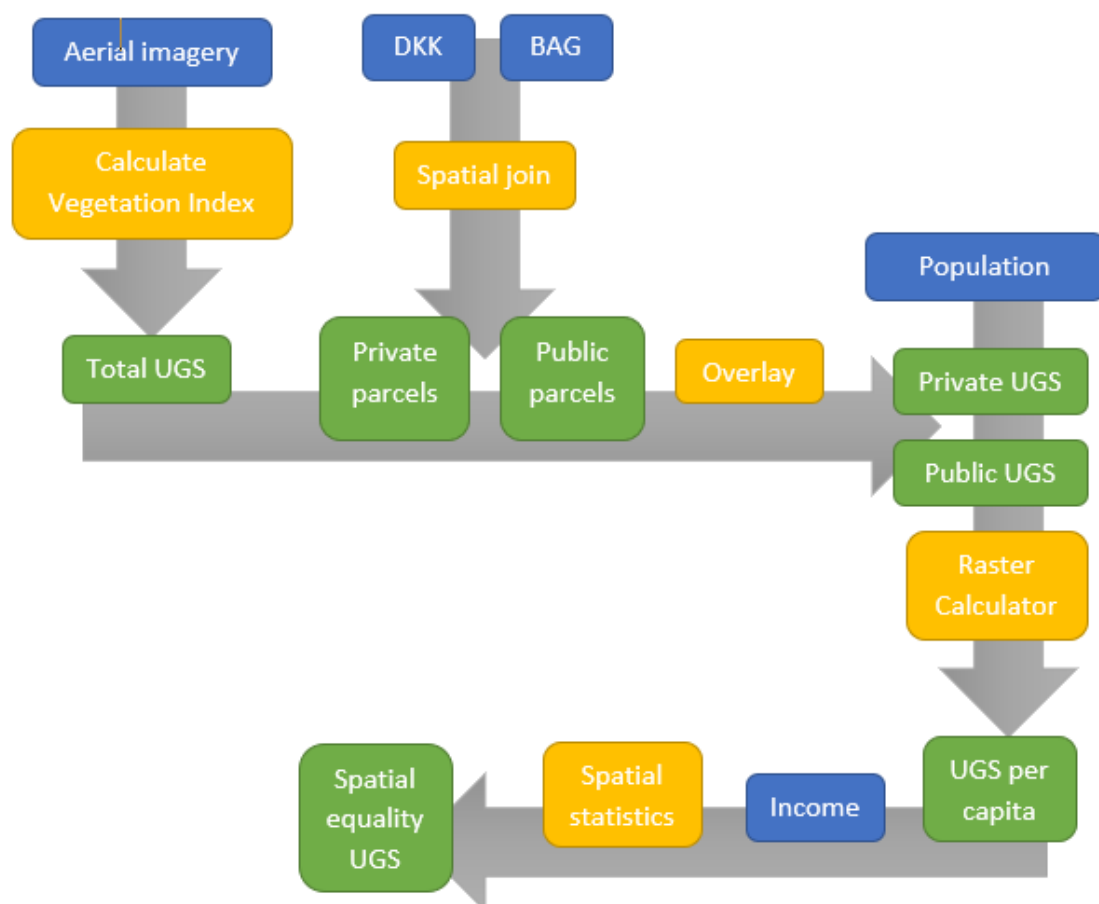 Aerial imagery
DKK
BAG
Calculate
Vegetation Index
Spatial join
Population
Total UGS
Private
parcels
Public
parcels
Overlay
Private UGS
Public UGS
Raster
Calculator
UGS per
capita
Income
Spatial
statistics
Spatial
equality
UGS